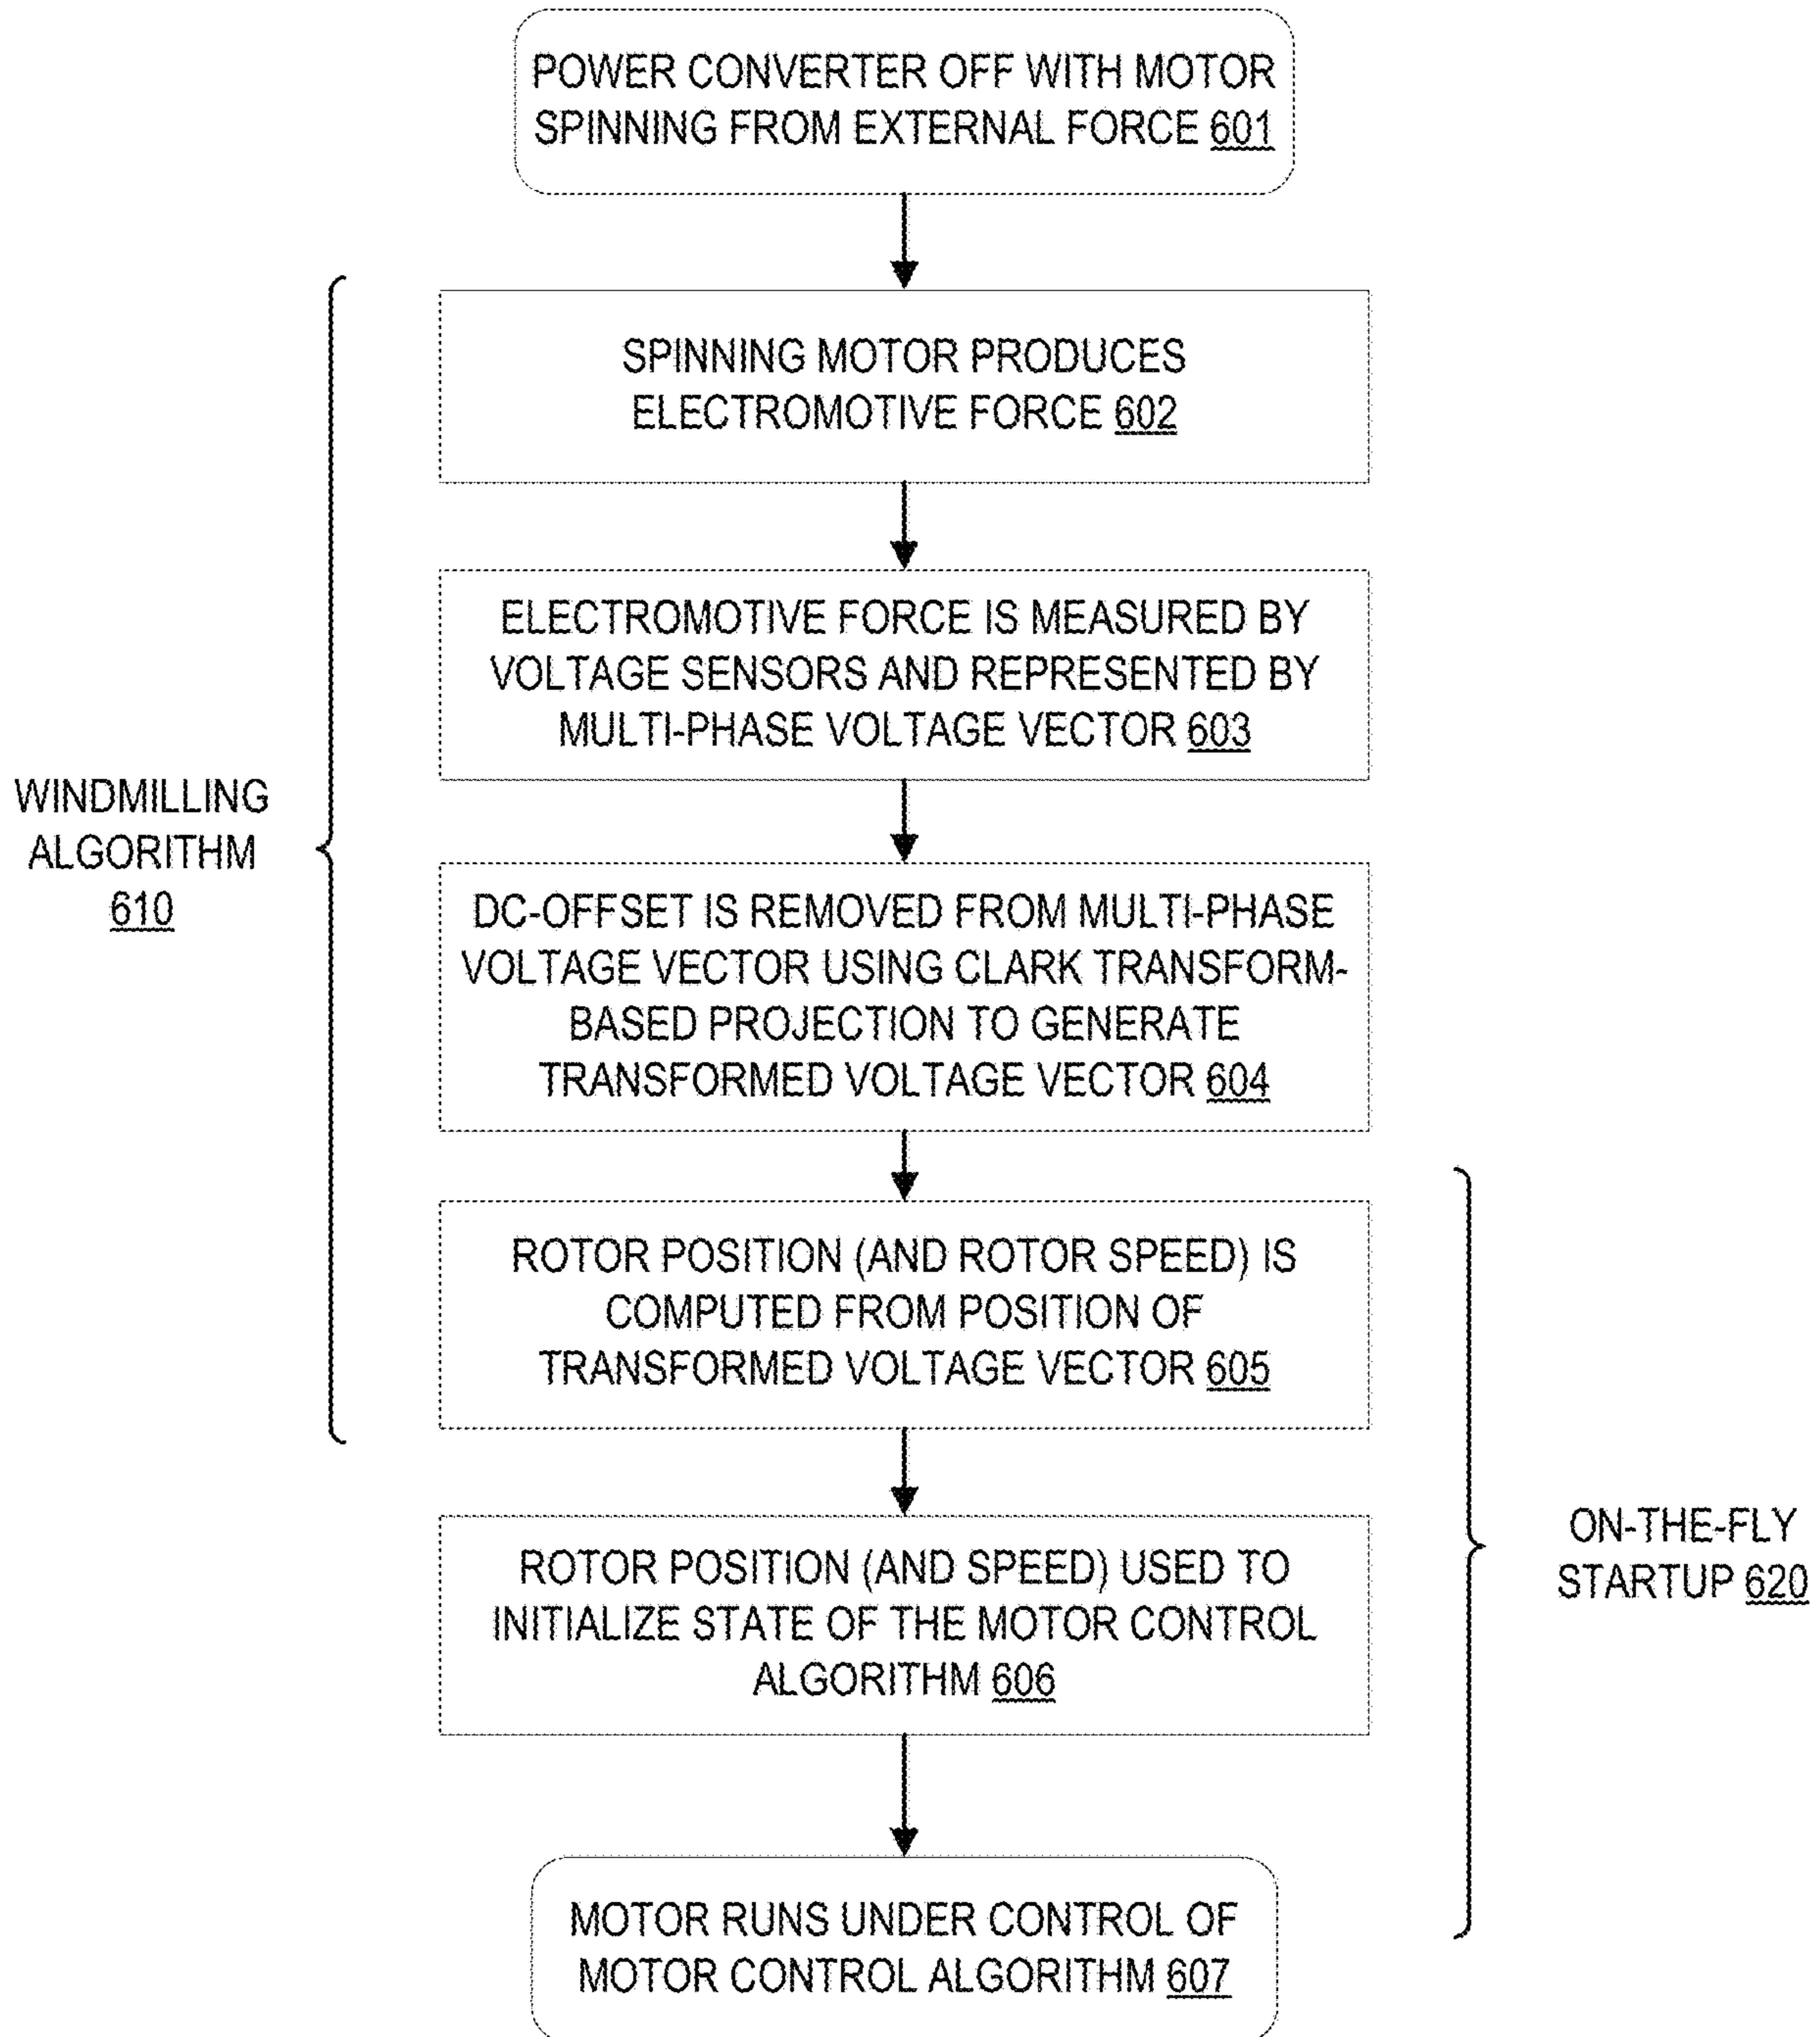 POWER CONVERTER OFF WITH MOTOR
SPINNING FROM EXTERNAL FORCE 601
SPINNING MOTOR PRODUCES
ELECTROMOTIVE FORCE 602
ELECTROMOTIVE FORCE IS MEASURED BY
VOLTAGE SENSORS AND REPRESENTED BY
MULTI-PHASE VOLTAGE VECTOR 603
WINDMILLING
ALGORITHM
610
DC-OFFSET IS REMOVED FROM MULTI-PHASE
VOLTAGE VECTOR USING CLARK TRANSFORM-
BASED PROJECTION TO GENERATE
TRANSFORMED VOLTAGE VECTOR 604
ROTOR POSITION (AND ROTOR SPEED) IS
COMPUTED FROM POSITION OF
TRANSFORMED VOLTAGE VECTOR 605
ROTOR POSITION (AND SPEED) USED TO
INITIALIZE STATE OF THE MOTOR CONTROL
ALGORITHM 606
ON-THE-FLY
STARTUP 620
MOTOR RUNS UNDER CONTROL OF
MOTOR CONTROL ALGORITHM 607